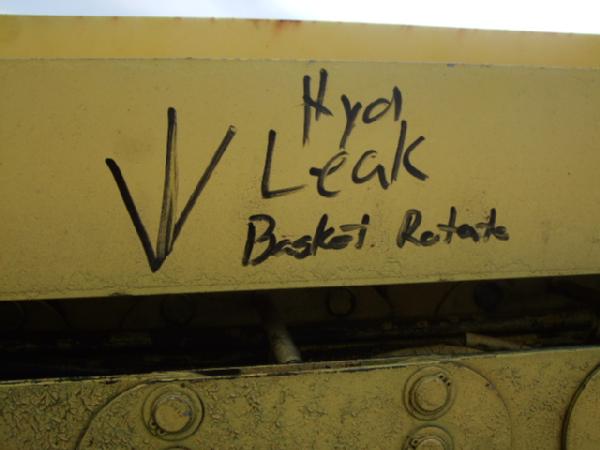 Hyd
Leak
Basket Rotate